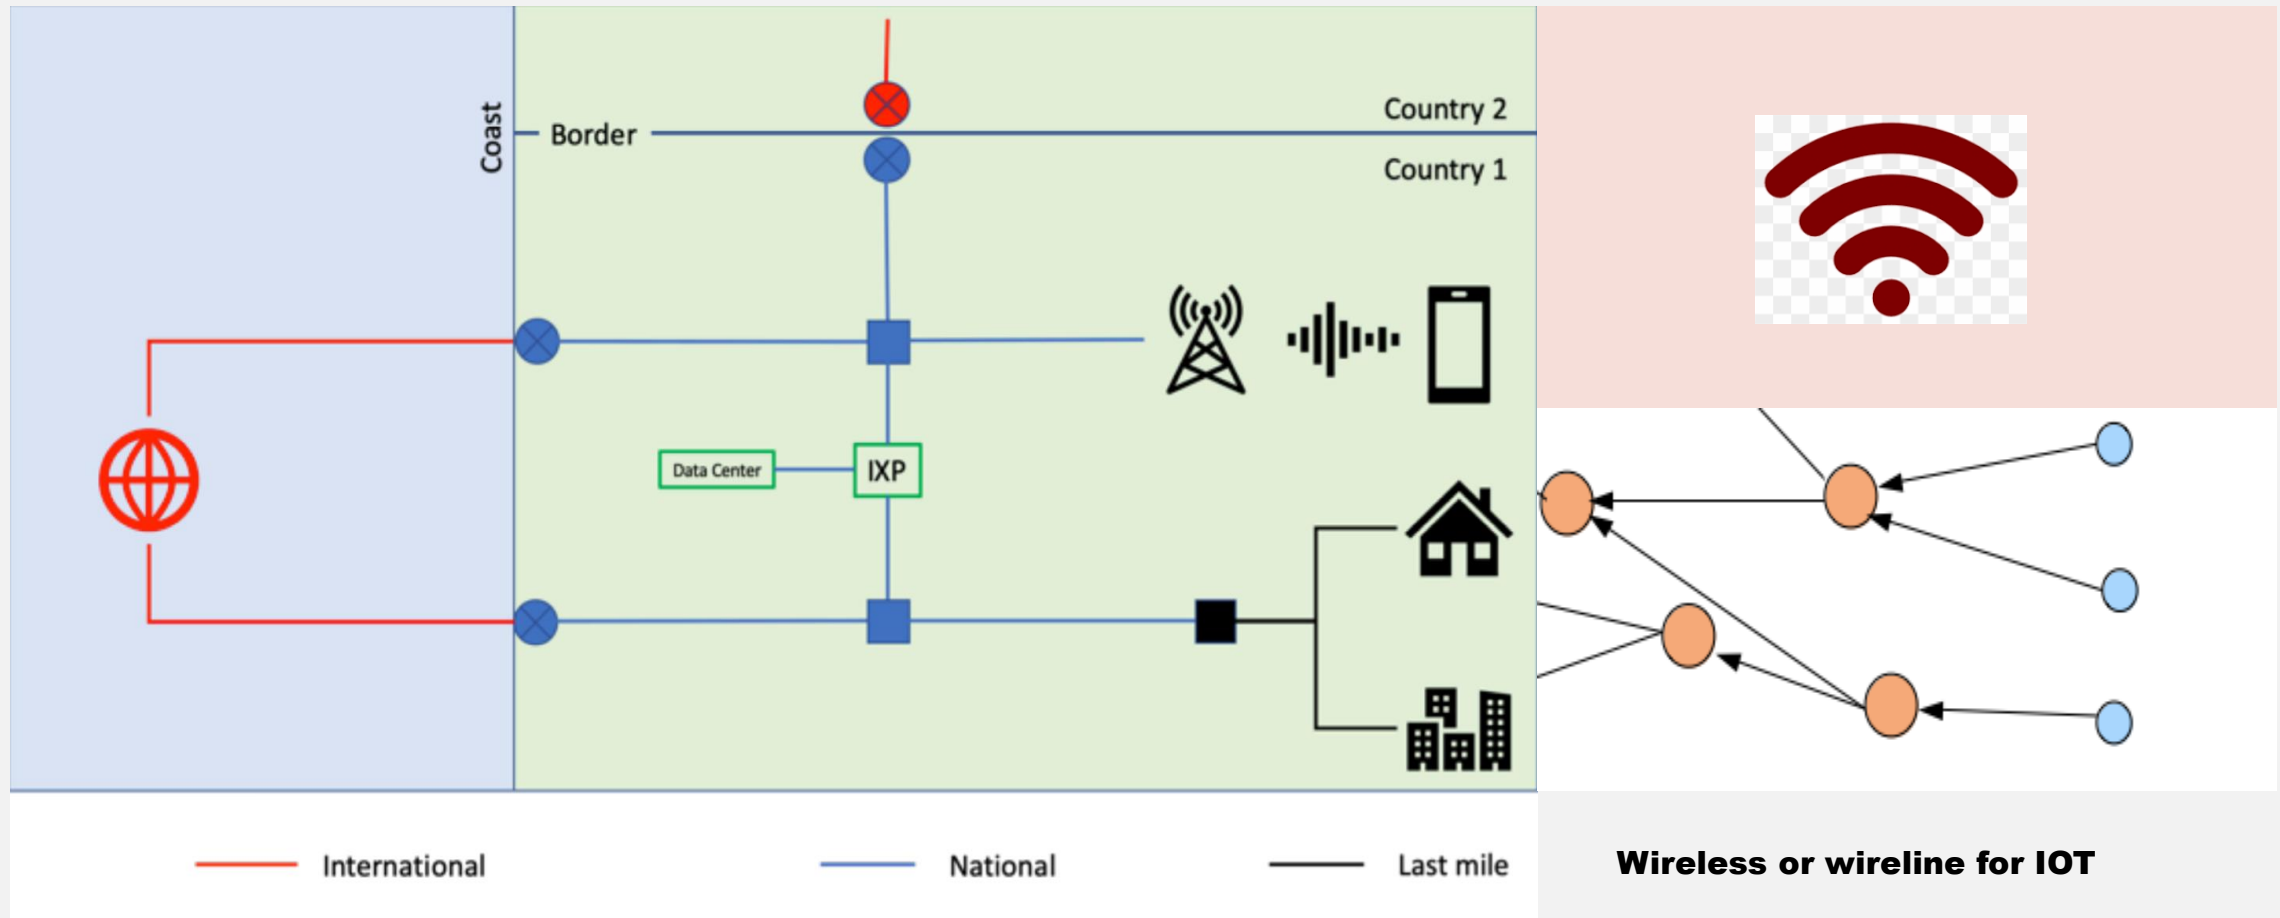 Coast
Border
Country 2
Country 1
Data Center
IXP
International
National
Last mile
Wireless or wireline for IOT